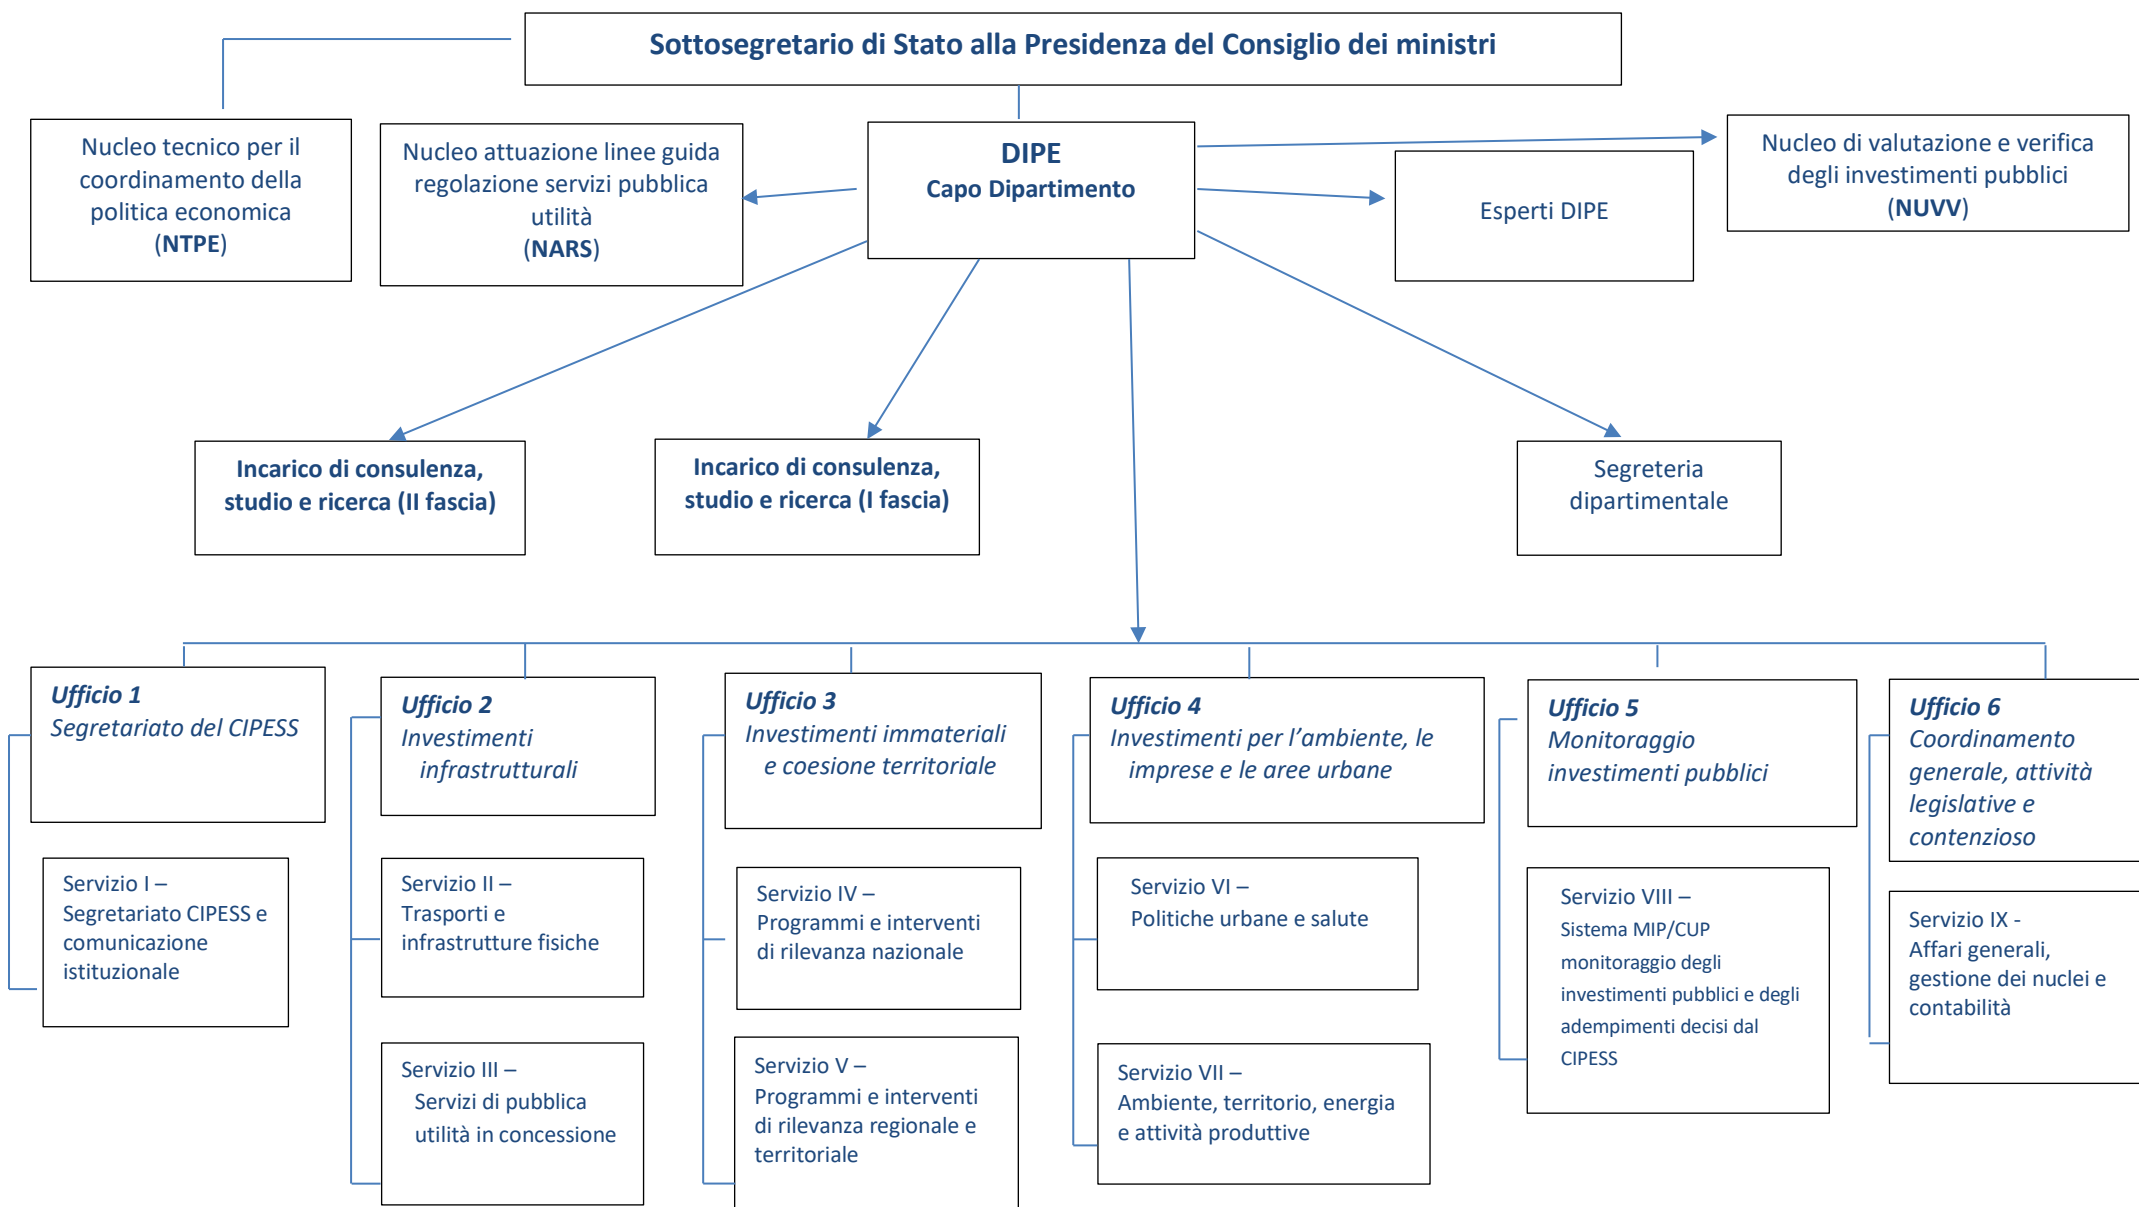 Sottosegretario di Stato alla Presidenza del Consiglio dei ministri
Nucleo tecnico per il
coordinamento della
politica economica
(NTPE)
Nucleo attuazione linee guida
regolazione servizi pubblica
utilità
(NARS)
DIPE
Capo Dipartimento
Esperti DIPE
Nucleo di valutazione e verifica
degli investimenti pubblici
(NUVV)
Incarico di consulenza,
studio e ricerca (II fascia)
Incarico di consulenza,
studio e ricerca (I fascia)
Segreteria
dipartimentale
Ufficio 1
Segretariato del CIPESS
Ufficio 2
Investimenti
infrastrutturali
Ufficio 3
Investimenti immateriali
e coesione territoriale
Ufficio 4
Investimenti per l’ambiente, le
imprese e le aree urbane
Ufficio 5
Monitoraggio
investimenti pubblici
Ufficio 6
Coordinamento
generale, attività
legislative e
contenzioso
Servizio I –
Segretariato CIPESS e
comunicazione
istituzionale
Servizio II –
Trasporti e
infrastrutture fisiche
Servizio IV –
Programmi e interventi
di rilevanza nazionale
Servizio VI –
Politiche urbane e salute
Servizio VIII –
Sistema MIP/CUP
monitoraggio degli
investimenti pubblici e degli
adempimenti decisi dal
CIPESS
Servizio IX -
Affari generali,
gestione dei nuclei e
contabilità
Servizio III –
Servizi di pubblica
utilità in concessione
Servizio V –
Programmi e interventi
di rilevanza regionale e
territoriale
Servizio VII –
Ambiente, territorio, energia
e attività produttive